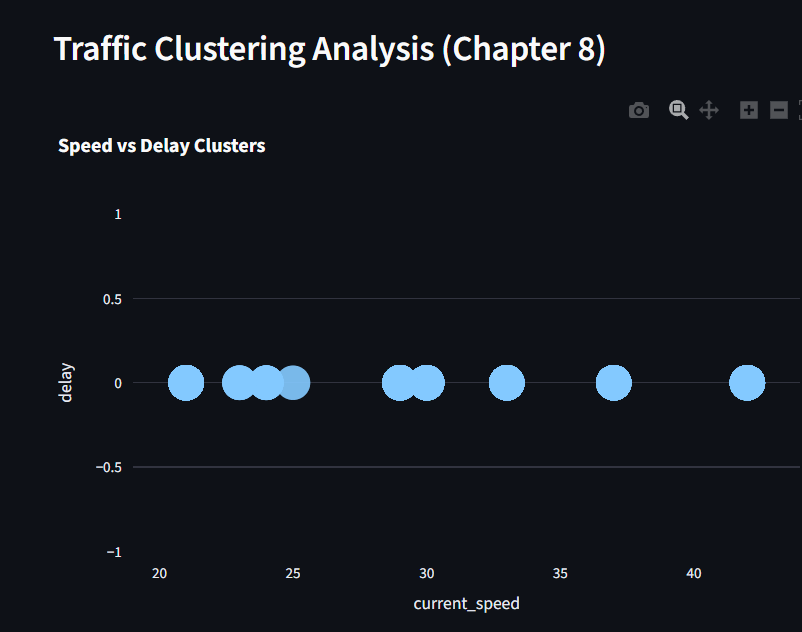 Traffic Clustering Analysis (Chapter 8)
Speed vs Delay Clusters
1
0.5
0
−0.5
−1
delay
20 25 30 35 40
current_speed